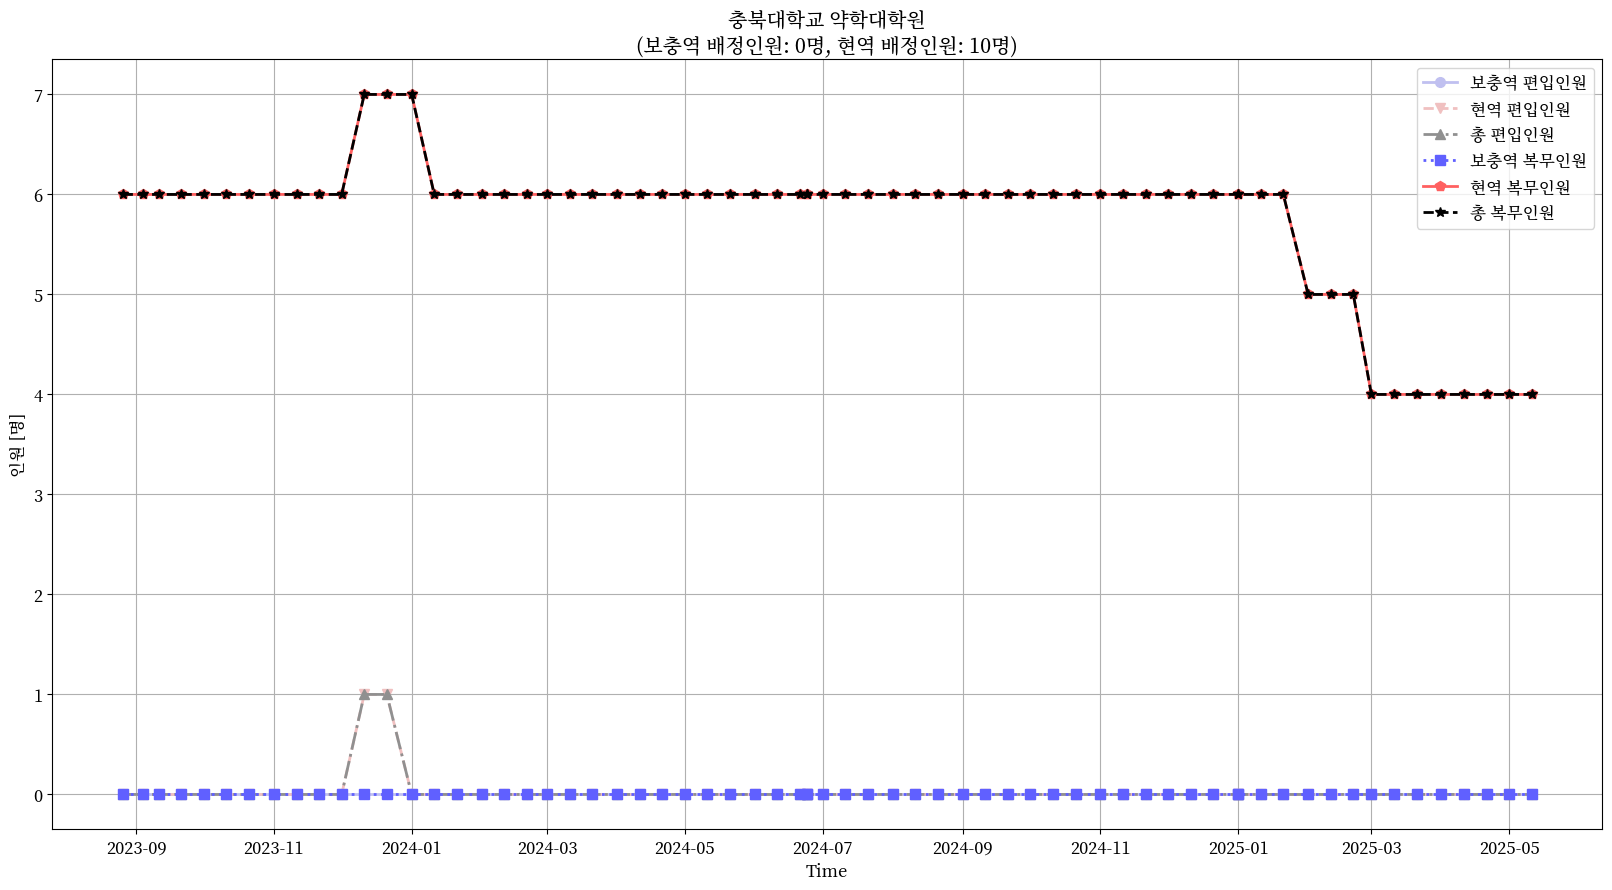 충북대학교 약학대학원
(보충역 배정인원: 0명, 현역 배정인원: 10명)
보충역 편입인원
현역 편입인원
총 편입인원
보충역 복무인원
현역 복무인원
총 복무인원
인원 [명]
7
6
5
4
3
2
1
0
2023-09
2023-11
2024-01
2024-03
2024-05
2024-07
2024-09
2024-11
2025-01
2025-03
2025-05
Time